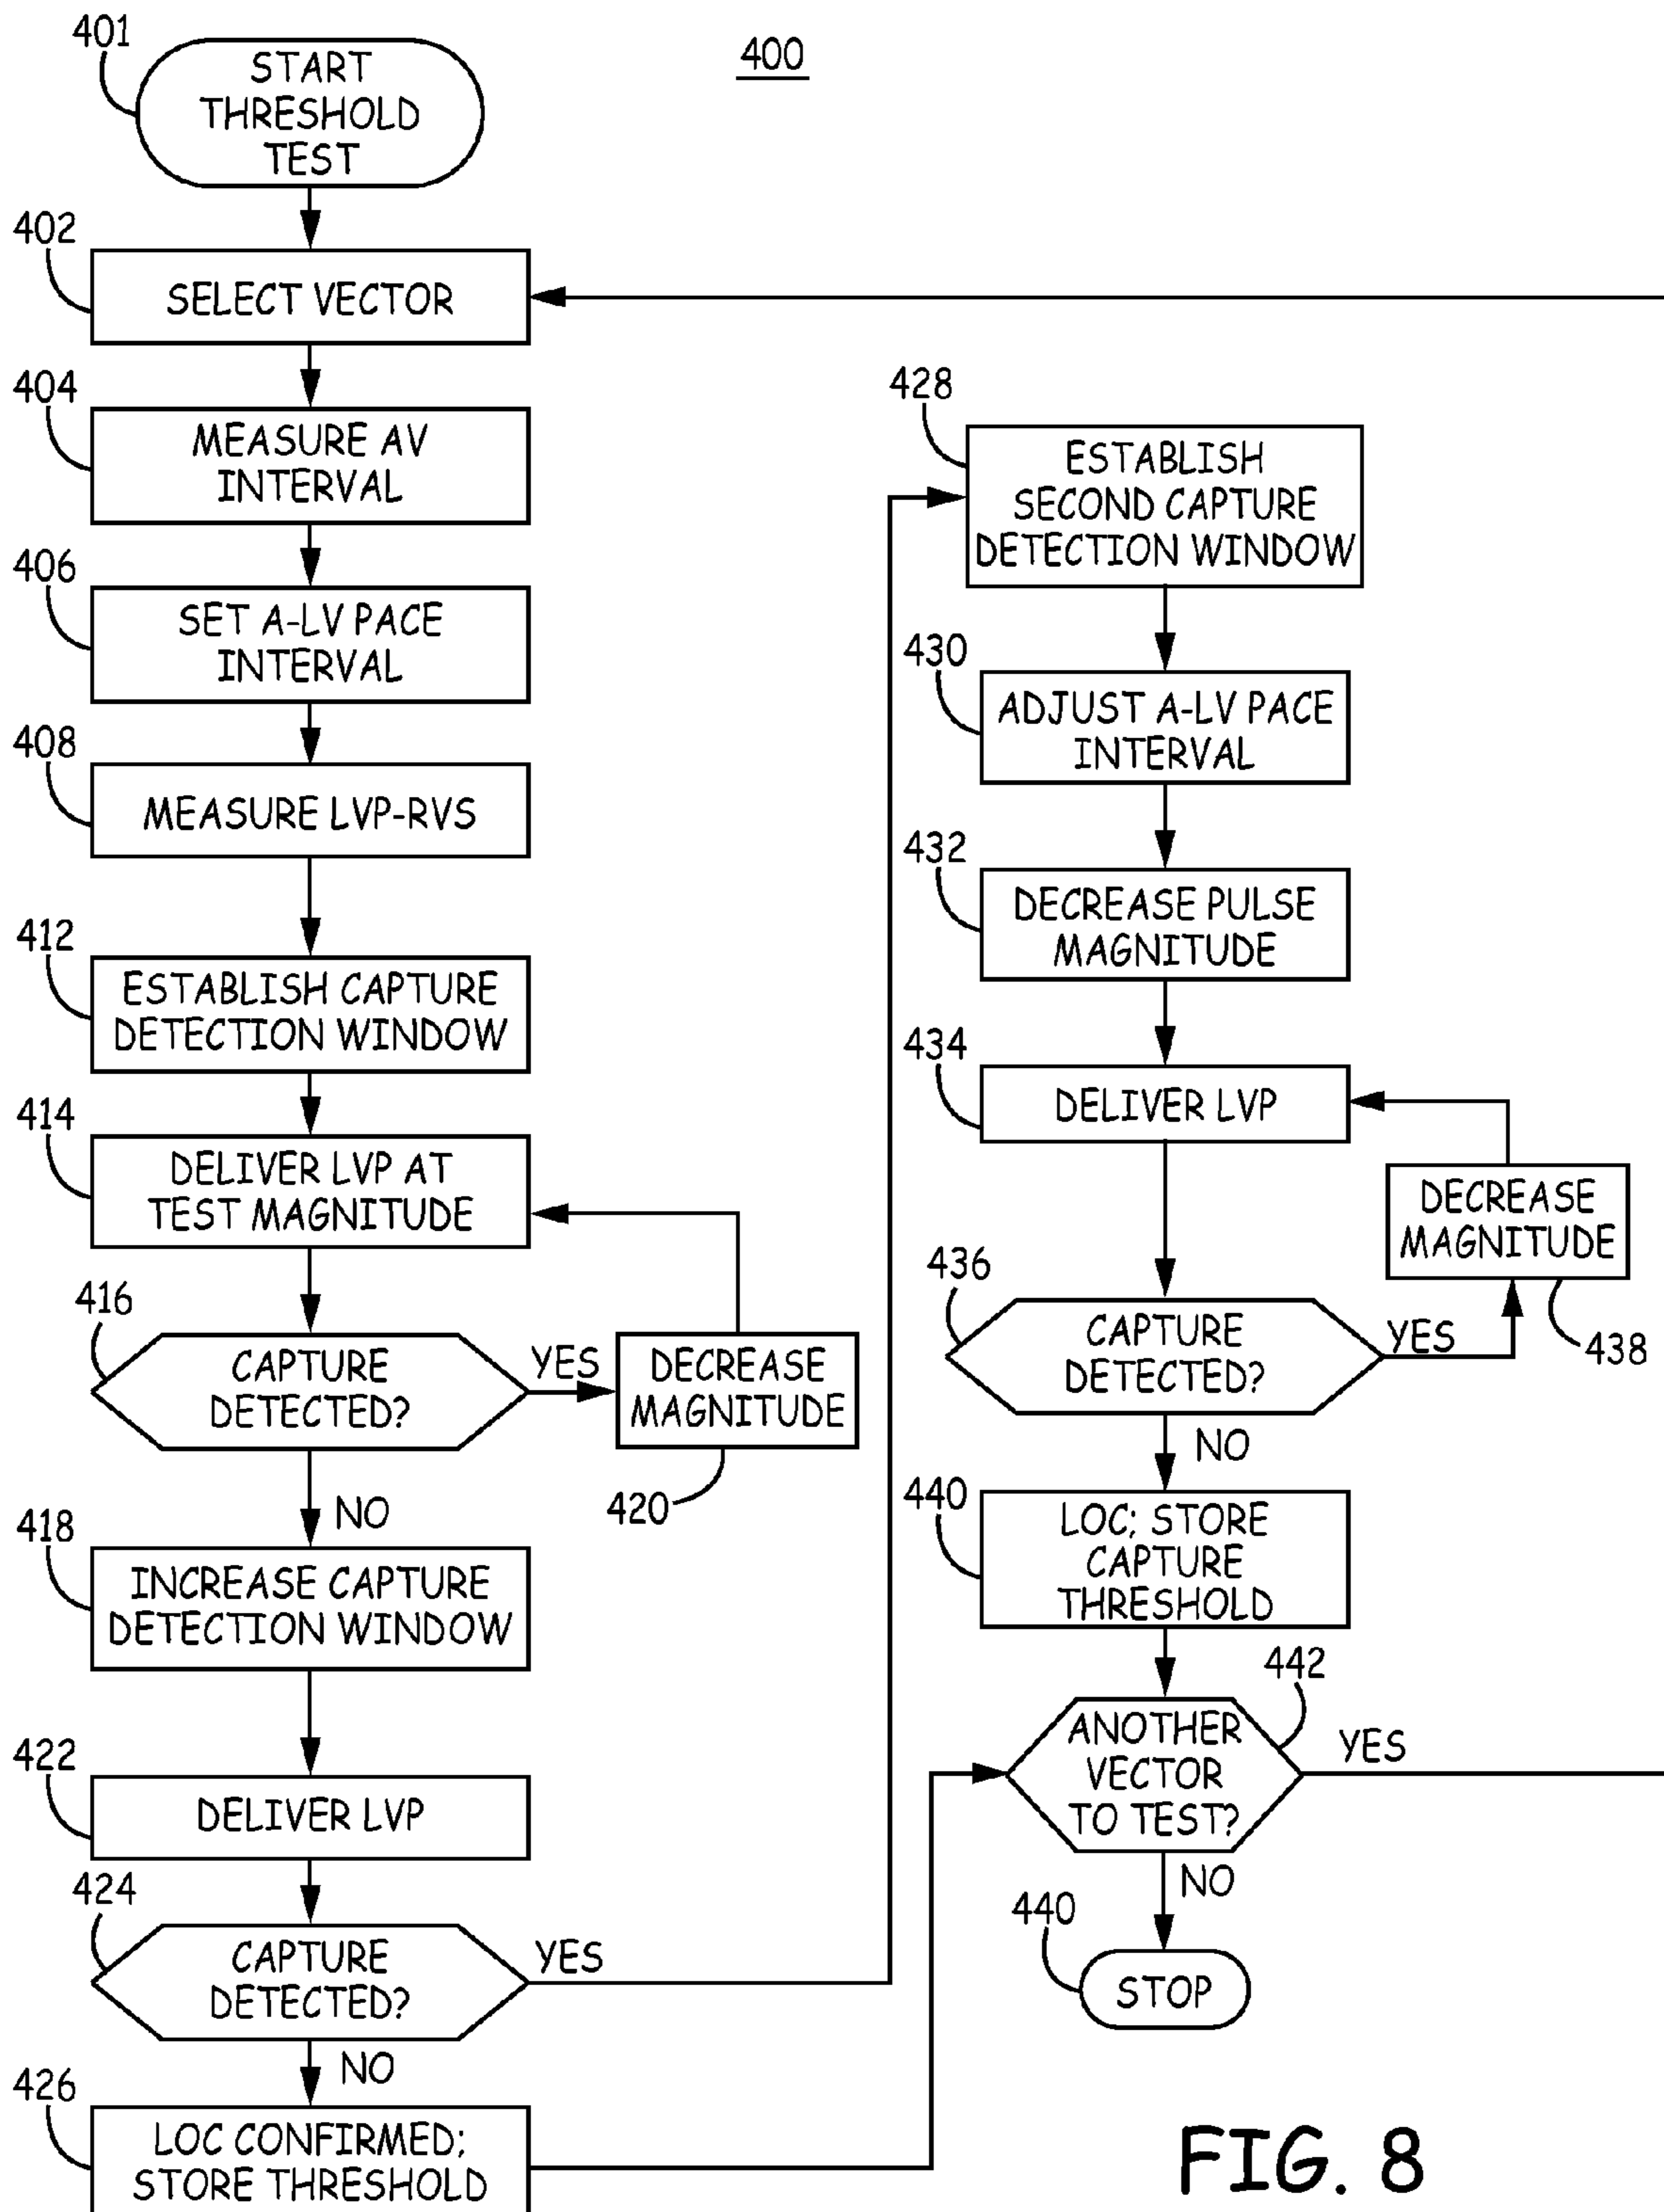 400
401
START
THRESHOLD
TEST
402
SELECT VECTOR
404
MEASURE AV
INTERVAL
406
SET A-LV PACE
INTERVAL
408
MEASURE LVP-RVS
412
ESTABLISH CAPTURE
DETECTION WINDOW
414
DELIVER LVP AT
TEST MAGNITUDE
416
CAPTURE
DETECTED?
YES
DECREASE
MAGNITUDE
420
NO
418
INCREASE CAPTURE
DETECTION WINDOW
422
DELIVER LVP
424
CAPTURE
DETECTED?
YES
NO
426
LOC CONFIRMED;
STORE THRESHOLD
428
ESTABLISH
SECOND CAPTURE
DETECTION WINDOW
430
ADJUST A-LV PACE
INTERVAL
432
DECREASE PULSE
MAGNITUDE
434
DELIVER LVP
436
CAPTURE
DETECTED?
YES
DECREASE
MAGNITUDE
438
NO
440
LOC; STORE
CAPTURE
THRESHOLD
442
ANOTHER
VECTOR
TO TEST?
YES
NO
440
STOP
FIG. 8